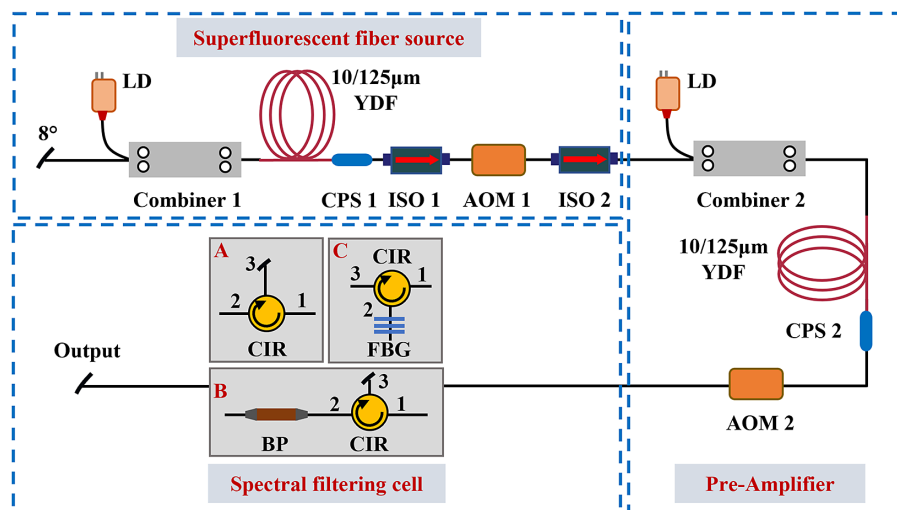 Superfluorescent fiber source
LD
10/125μm
YDF
8°
Combiner 1
CPS 1
ISO 1
AOM 1
ISO 2
LD
Combiner 2
10/125μm
YDF
CPS 2
AOM 2
Pre-Amplifier
A
3
2
1
CIR
C
CIR
3
1
2
FBG
B
3
2
1
BP
CIR
Output
Spectral filtering cell